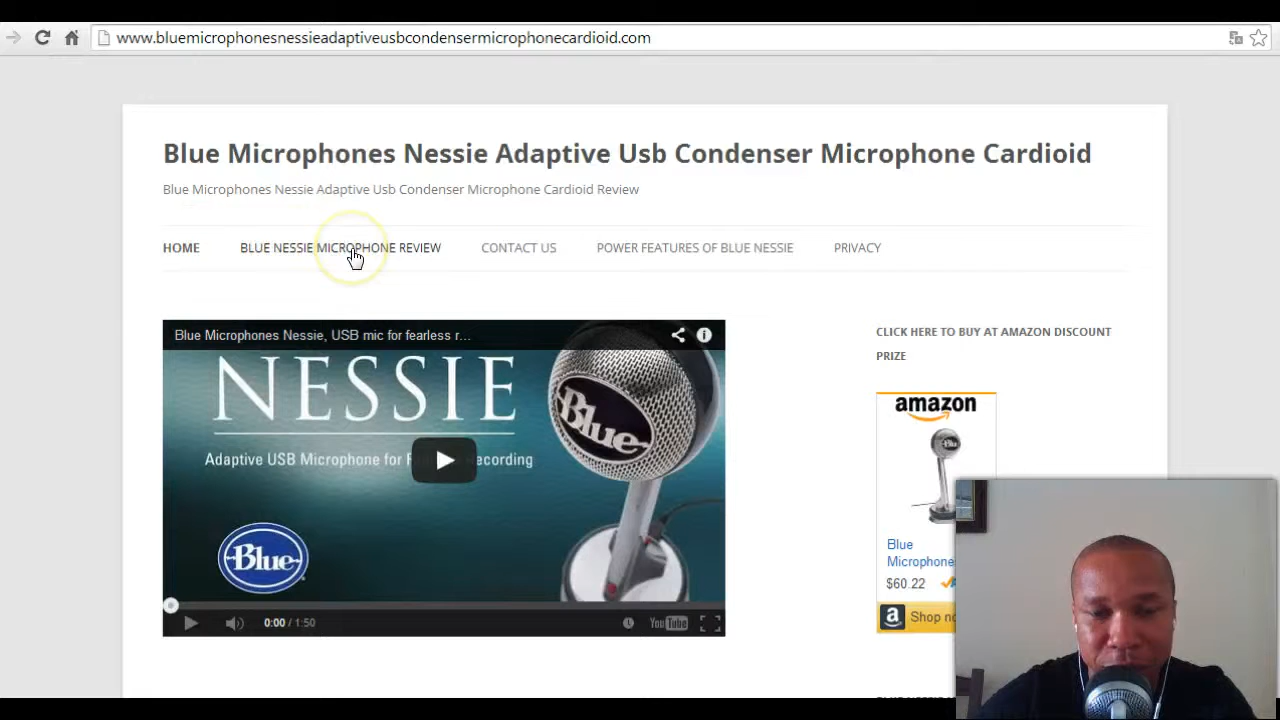 www.bluemicrophonesnessieadaptiveusbcondensermicrophonecardioid.com
Blue Microphones Nessie Adaptive Usb Condenser Microphone Cardioid
Blue Microphones Nessie Adaptive Usb Condenser Microphone Cardioid Review
HOME BLUE NESSIE MICROPHONE REVIEW CONTACT US POWER FEATURES OF BLUE NESSIE PRIVACY
Blue Microphones Nessie, USB mic for fearless r...
NESSIE
Adaptive USB Microphone for Recording
Blue
Blue
0:00 / 1:50
YouTube
CLICK HERE TO BUY AT AMAZON DISCOUNT
PRIZE
amazon
Blue
Microphone
$60.22
Shop